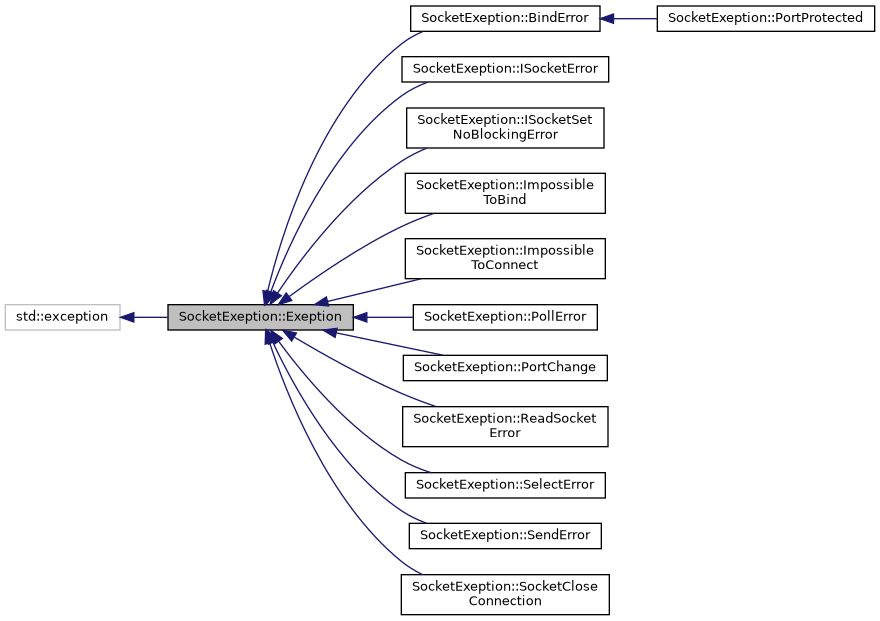 SocketExeption::BindError
SocketExeption::PortProtected
SocketExeption::ISocketError
SocketExeption::ISocketSet
NoBlockingError
SocketExeption::Impossible
ToBind
SocketExeption::Impossible
ToConnect
std::exception
SocketExeption::Exeption
SocketExeption::PollError
SocketExeption::PortChange
SocketExeption::ReadSocket
Error
SocketExeption::SelectError
SocketExeption::SendError
SocketExeption::SocketClose
Connection